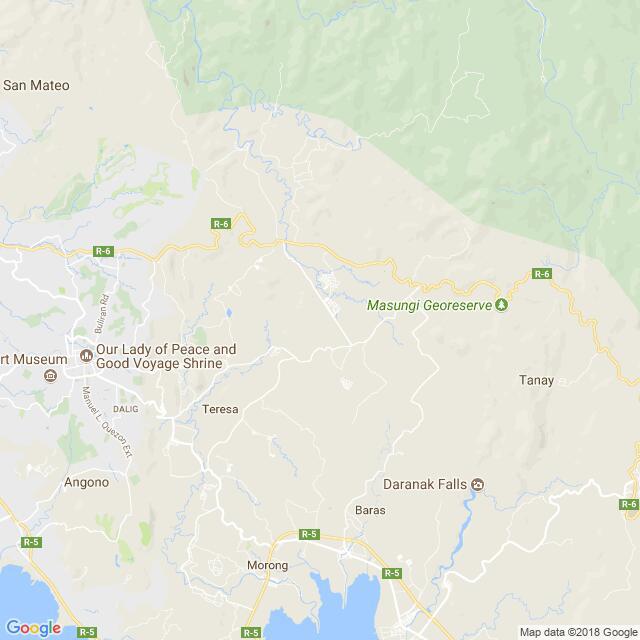 San Mateo
R-6
R-6
R-6
Buliran Rd
Masungi Georeserve
Our Lady of Peace and
Good Voyage Shrine
rt Museum
Tanay
Manuel L. Quezon Ext
DALIG
Teresa
Angono
Daranak Falls
R-6
Baras
R-5
R-5
Morong
R-5
R-5
R-5
Google
Map data ©2018 Google